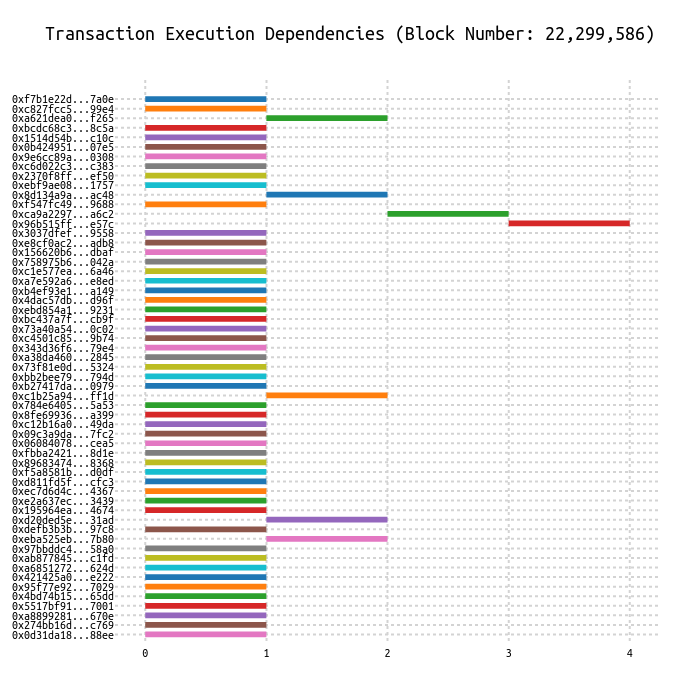 Transaction Execution Dependencies (Block Number: 22,299,586)
0xf7b1e22d...7a0e
0xc827fcc5...99e4
0xa621dea0...f265
0xbcdc68c3...8c5a
0x1514d54b...c10c
0x0b424951...07e5
0x9e6cc89a...0308
0xc6d022c3...c383
0x2370f8ff...ef50
0xebf9ae08...1757
0x8d134a9a...ac48
0xf547fc49...9688
0xca9a2297...a6c2
0x96b515ff...e57c
0x3037dfef...9558
0xe8cf0ac2...adb8
0x156620b6...dbaf
0x758975b6...042a
0xc1e577ea...6a46
0xa7e592a6...e8ed
0xb4ef93e1...a149
0x4dac57db...d96f
0xebd854a1...9231
0xbc437a7f...cb9f
0x73a40a54...0c02
0xc4501c85...9b74
0x343d36f6...79e4
0xa38da460...2845
0x73f81e0d...5324
0xbb2bee79...794d
0xb27417da...0979
0xc1b25a94...ff1d
0x784e6405...5a53
0x8fe69936...a399
0xc12b16a0...49da
0x09c3a9da...7fc2
0x06084078...cea5
0xfbba2421...8d1e
0x89683474...8368
0xf5a8581b...d0df
0xd811fd5f...cfc3
0xec7d6d4c...4367
0xe2a637ec...3439
0x195964ea...4674
0xd20ded5e...31ad
0xdefb3b3b...97c8
0xeba525eb...7b80
0x97bbddc4...58a0
0xab877845...c1fd
0xa6851272...624d
0x421425a0...e222
0x95f77e92...7029
0x4bd74b15...65dd
0x5517bf91...7001
0xa8899281...670e
0x274bb16d...c769
0x0d31da18...88ee
0 1 2 3 4